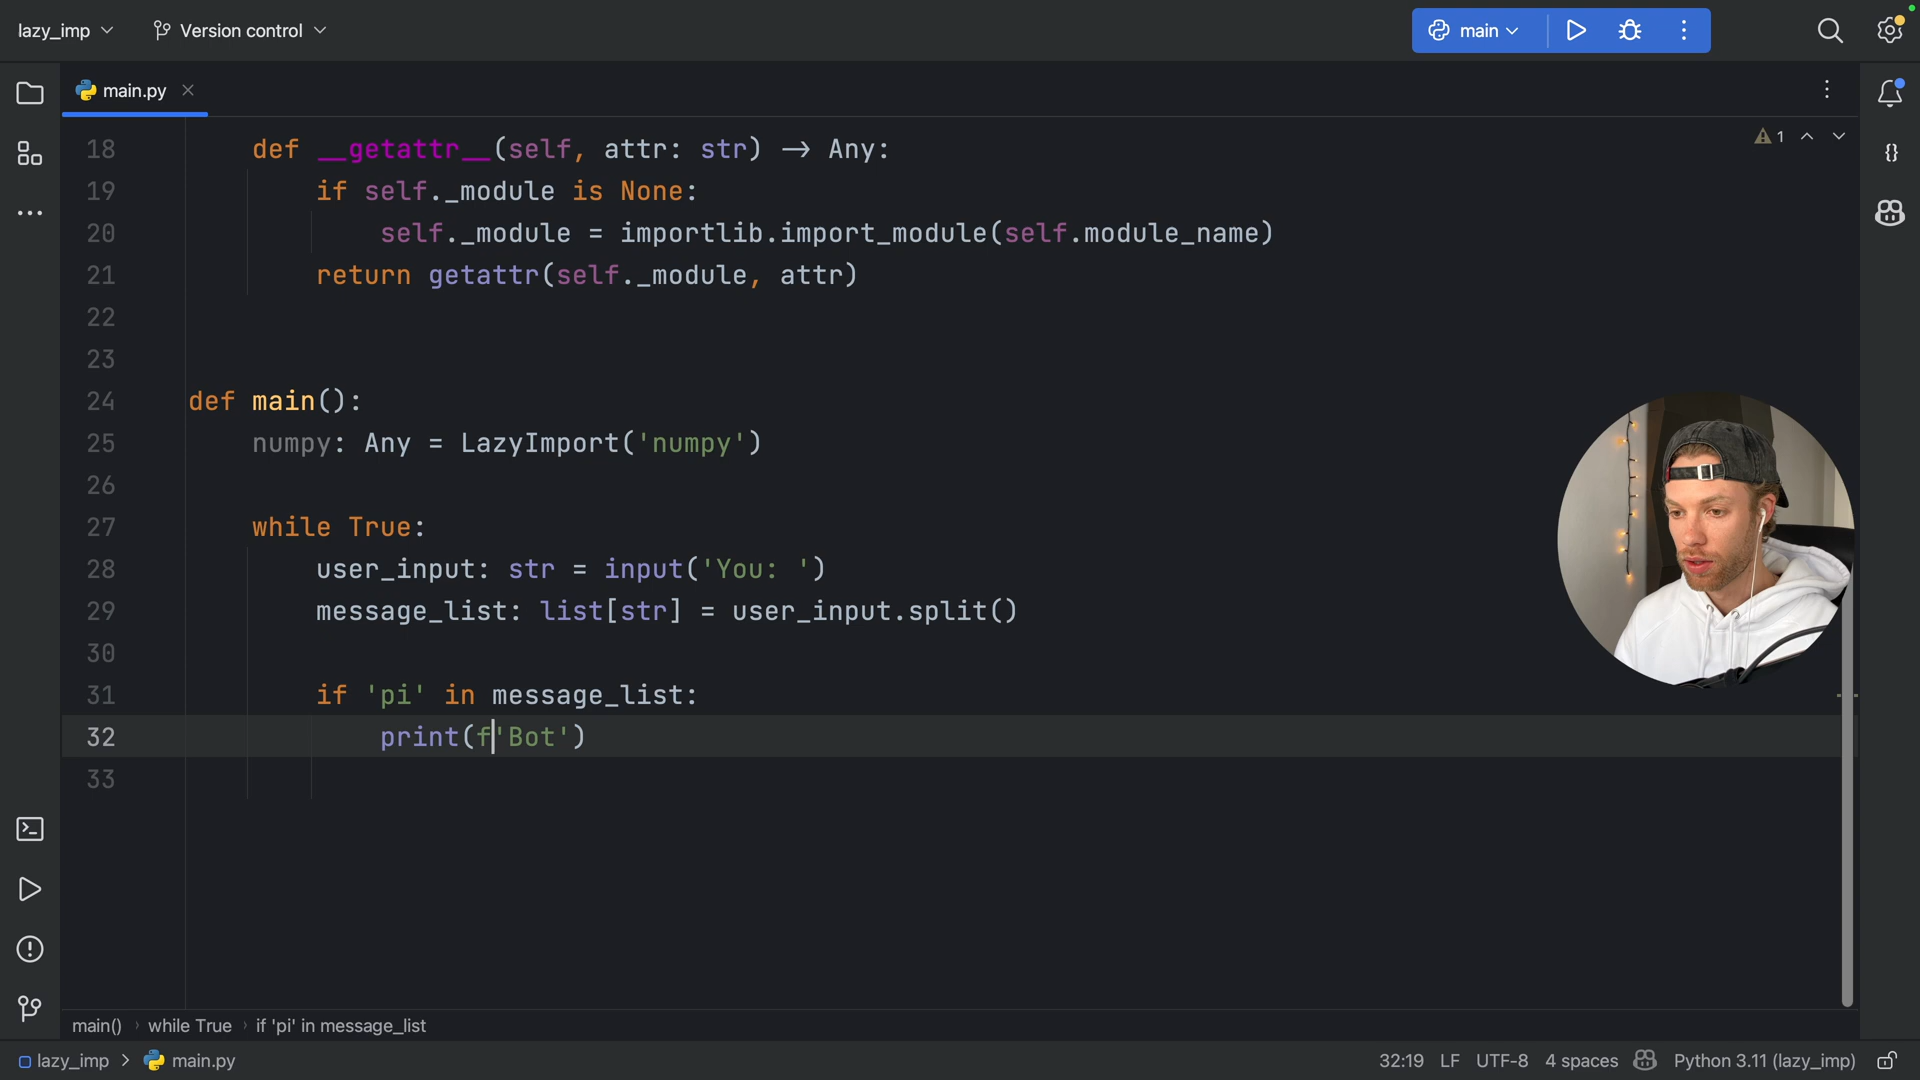 lazy_imp
Version control
main
main.py
1
18 def __getattr__(self, attr: str) → Any:
19 if self._module is None:
20 self._module = importlib.import_module(self.module_name)
21 return getattr(self._module, attr)
22
23
24 def main():
25 numpy: Any = LazyImport('numpy')
26
27 while True:
28 user_input: str = input('You: ')
29 message_list: list[str] = user_input.split()
30
31 if 'pi' in message_list:
32 print(f'Bot')
33
main() › while True › if 'pi' in message_list
lazy_imp > main.py
32:19 LF UTF-8 4 spaces Python 3.11 (lazy_imp)